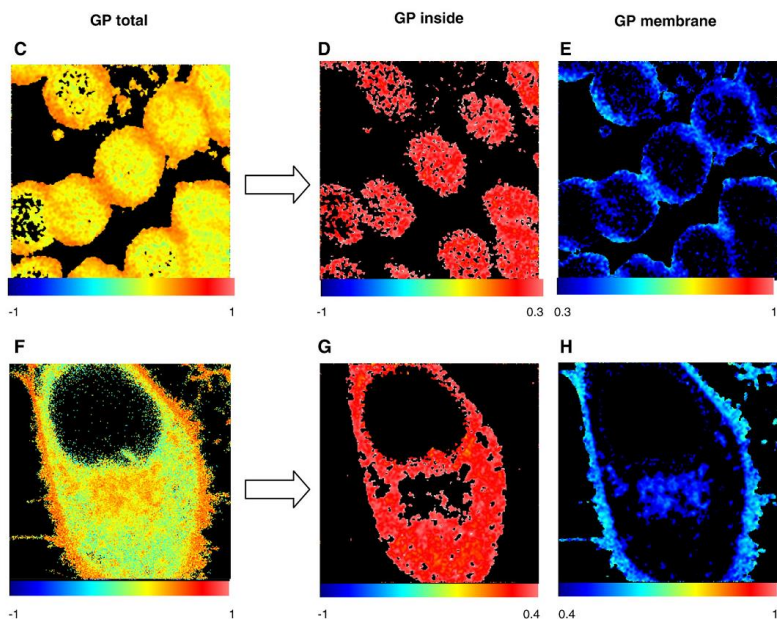 GP total GP inside GP membrane
C D E
-1 1 -1 0.3 0.3 1
F G H
-1 1 -1 0.4 0.4 1